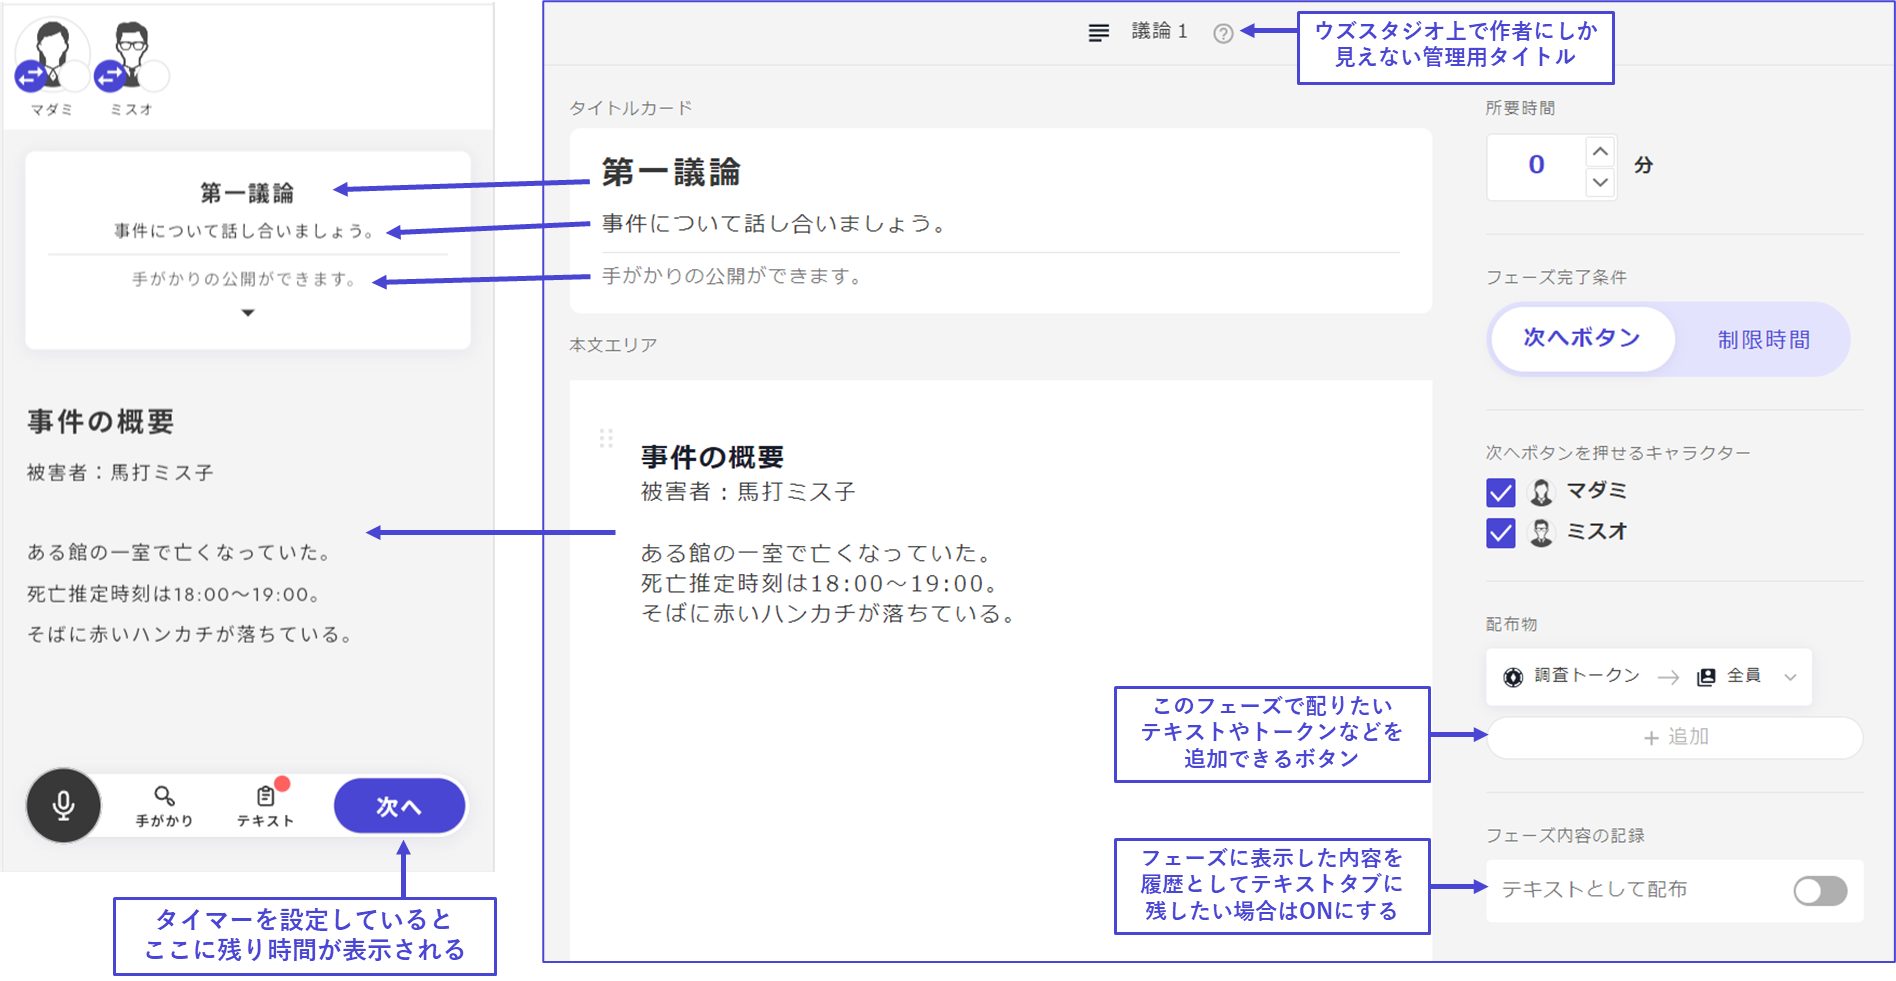 マダミ
ミスオ
第一議論
事件について話し合いましょう。
手がかりの公開ができます。
事件の概要
被害者：馬打ミス子
ある館の一室で亡くなっていた。
死亡推定時刻は18:00〜19:00。
そばに赤いハンカチが落ちている。
手がかり
テキスト
次へ
タイマーを設定していると
ここに残り時間が表示される
議論 1
?
ウズスタジオ上で作者にしか
見えない管理用タイトル
タイトルカード
第一議論
事件について話し合いましょう。
手がかりの公開ができます。
本文エリア
事件の概要
被害者：馬打ミス子
ある館の一室で亡くなっていた。
死亡推定時刻は18:00〜19:00。
そばに赤いハンカチが落ちている。
所要時間
0
分
フェーズ完了条件
次へボタン
制限時間
次へボタンを押せるキャラクター
マダミ
ミスオ
配布物
調査トークン → 全員
+ 追加
このフェーズで配りたい
テキストやトークンなどを
追加できるボタン
フェーズ内容の記録
テキストとして配布
フェーズに表示した内容を
履歴としてテキストタブに
残したい場合はONにする